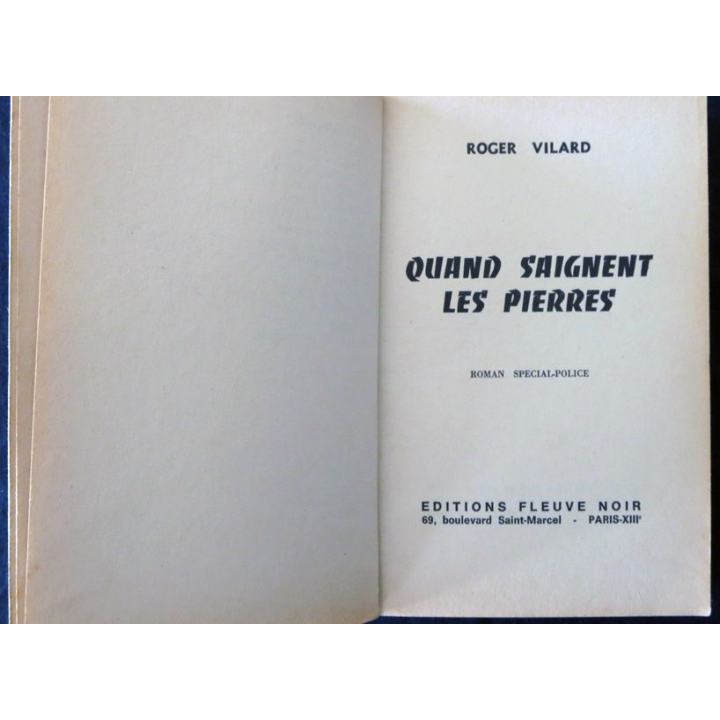 ROGER VILARD
QUAND SAIGNENT
LES PIERRES
ROMAN SPECIAL-POLICE
EDITIONS FLEUVE NOIR
69, boulevard Saint-Marcel - PARIS-XIIIᵉ